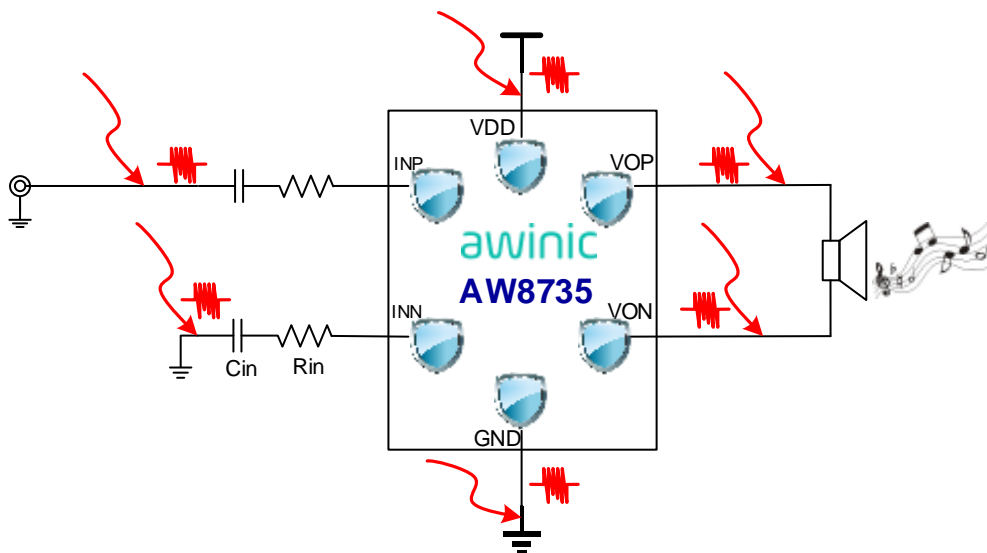 VDD
INP
VOP
awinic
AW8735
INN
VON
Cin
Rin
GND